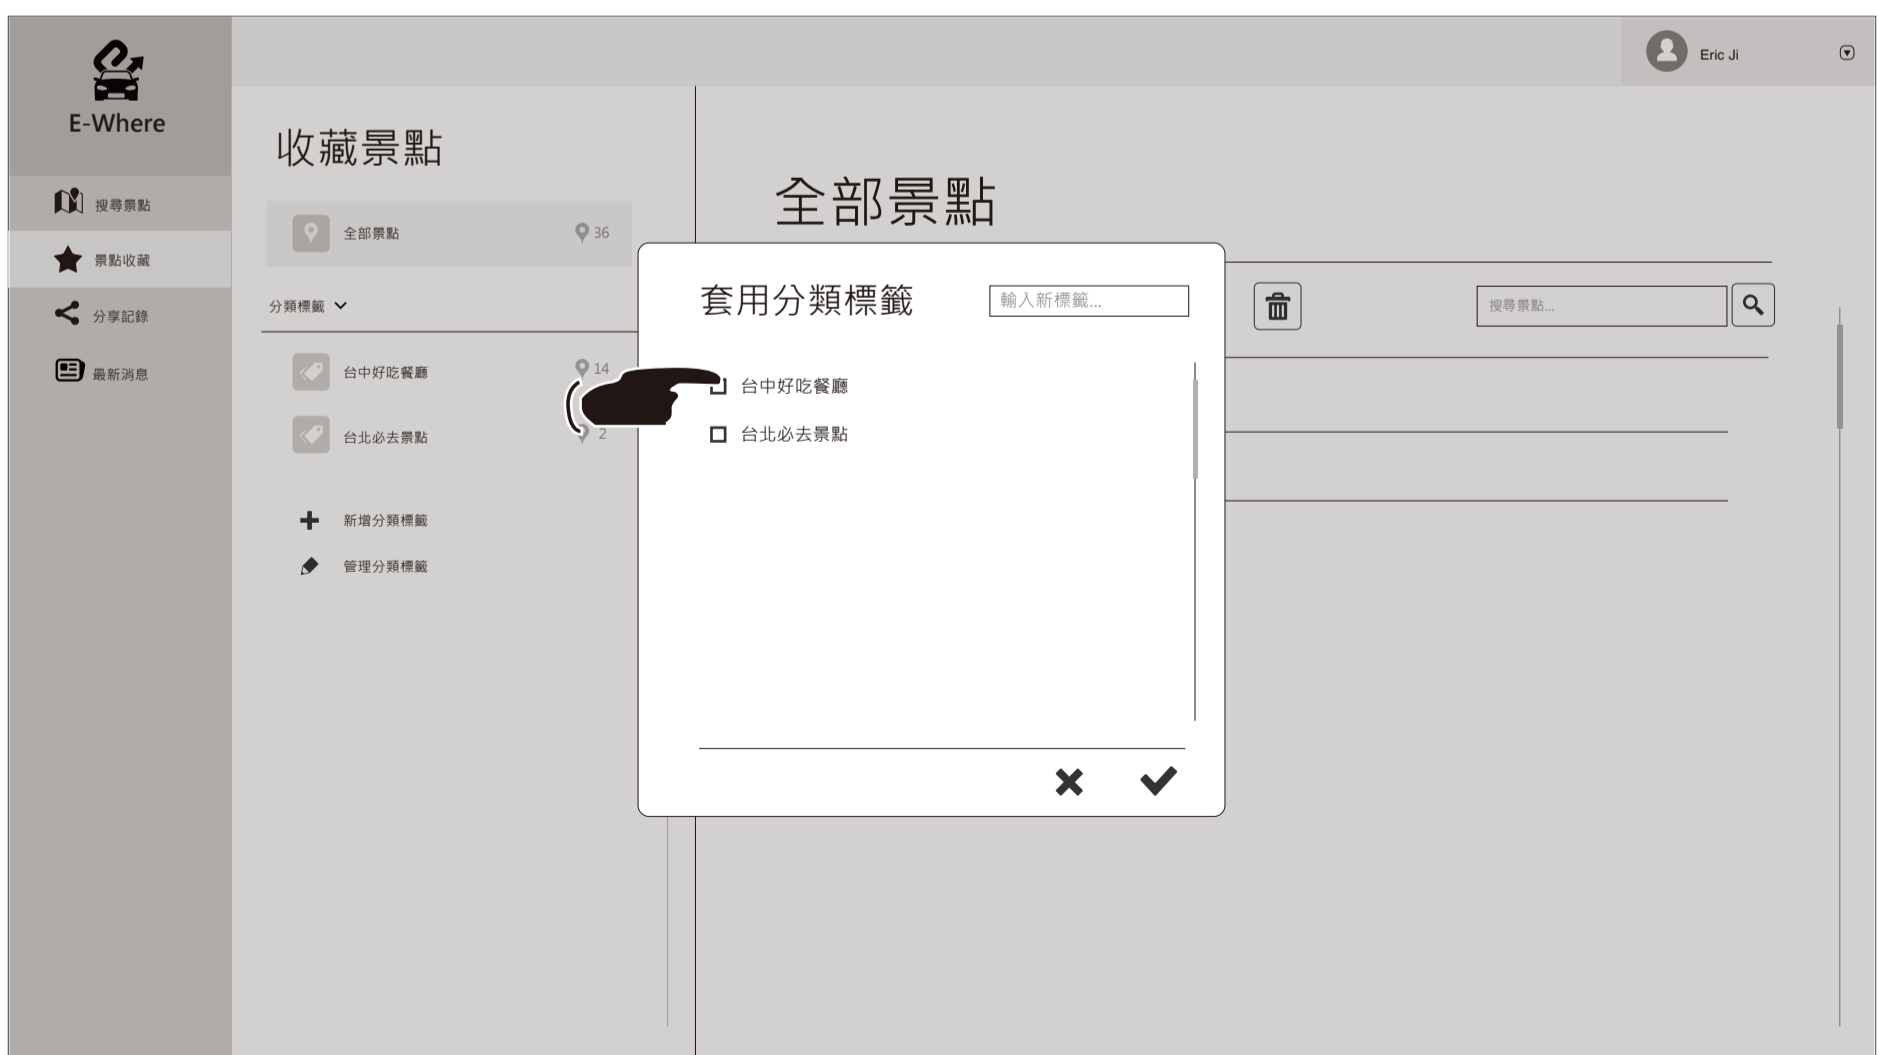 E-Where
Eric Ji
搜尋景點
景點收藏
分享記錄
最新消息
收藏景點
全部景點 36
分類標籤
台中好吃餐廳 14
台北必去景點 2
新增分類標籤
管理分類標籤
全部景點
搜尋景點...
套用分類標籤
輸入新標籤...
台中好吃餐廳
台北必去景點